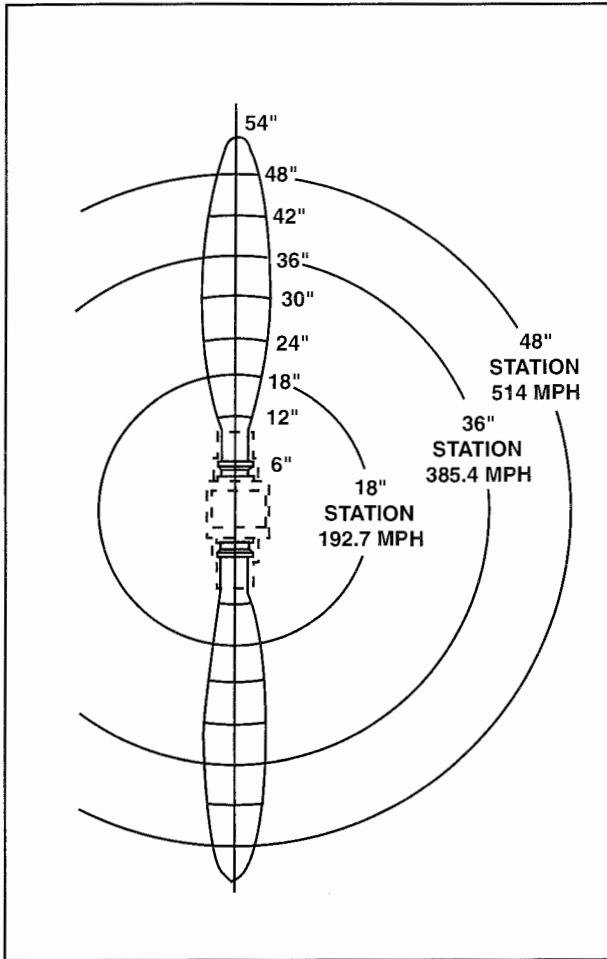 54"
48"
42"
36"
30"
24"
18"
12"
6"
48"
STATION
514 MPH
36"
STATION
385.4 MPH
18"
STATION
192.7 MPH